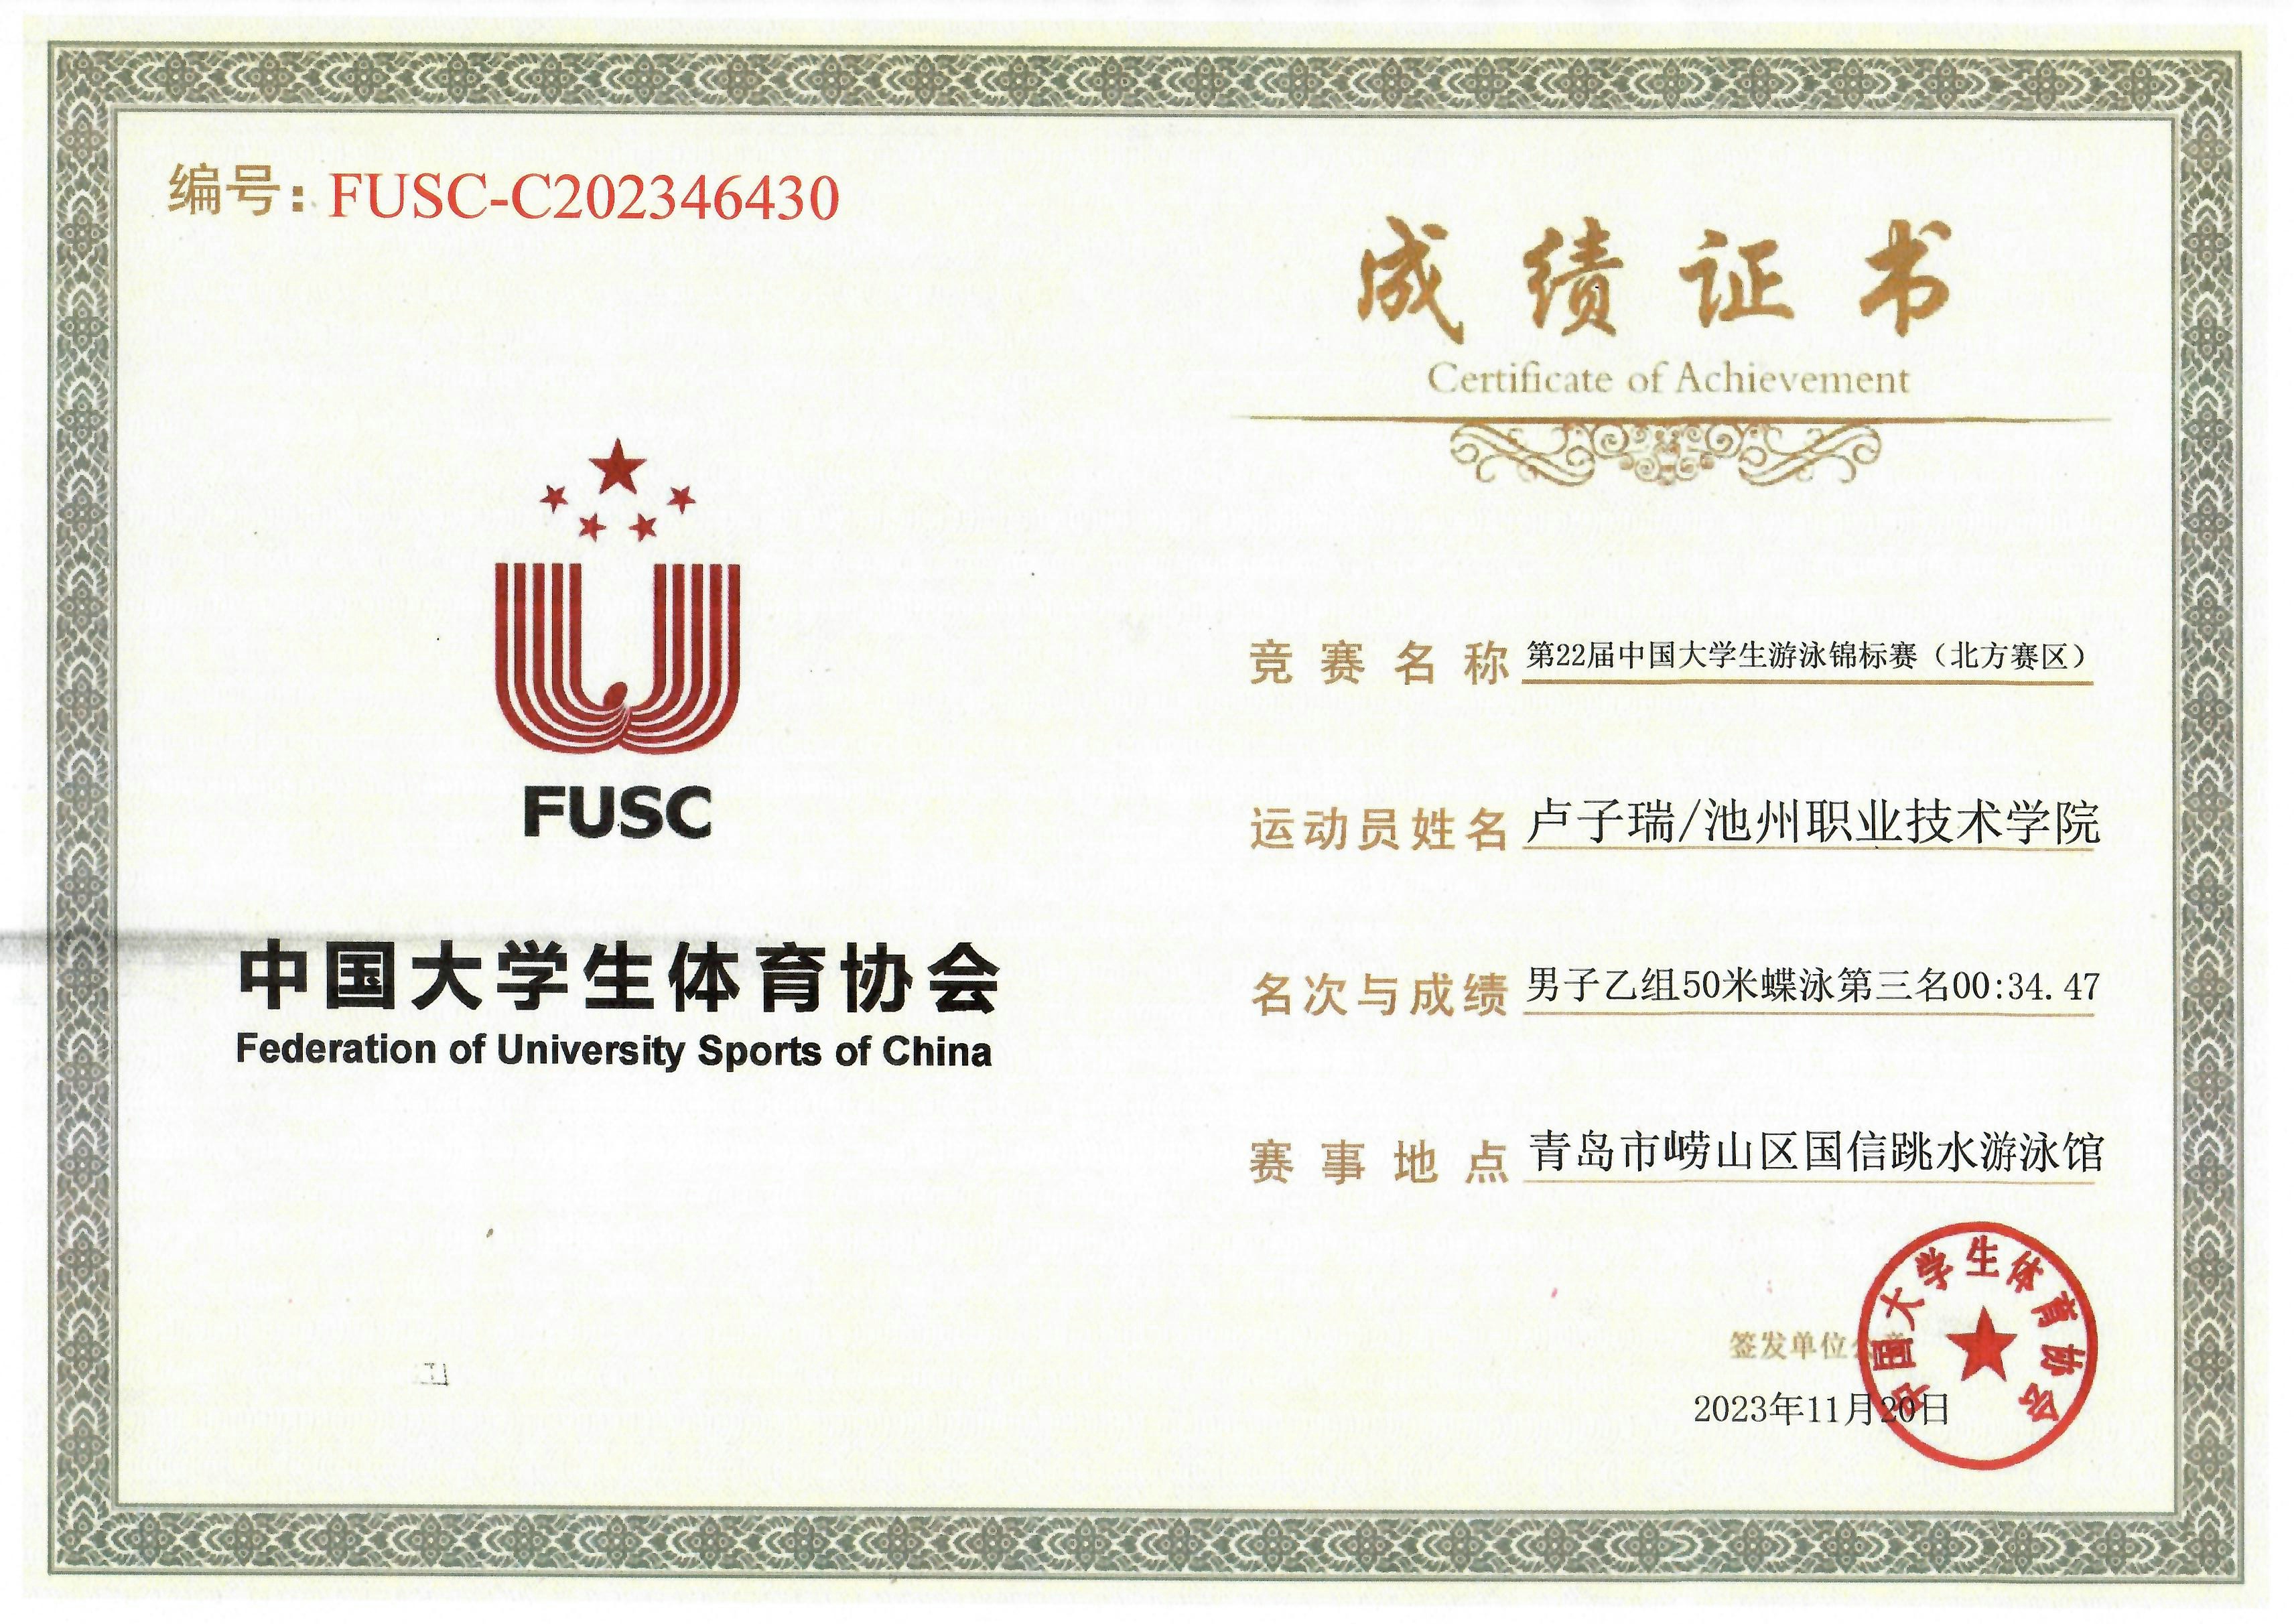 编号: FUSC-C202346430
成绩证书
Certificate of Achievement
FUSC
中国大学生体育协会
Federation of University Sports of China
竞赛名称 第22届中国大学生游泳锦标赛（北方赛区）
运动员姓名 卢子瑞/池州职业技术学院
名次与成绩 男子乙组50米蝶泳第三名00:34.47
赛事地点 青岛市崂山区国信跳水游泳馆
中国大学生体育协会
签发单位公章
2023年11月20日